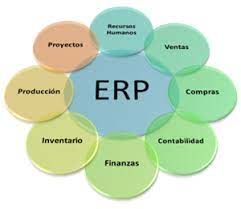 Recursos
Humanos
Ventas
Compras
Contabilidad
Finanzas
Inventario
Producción
Proyectos
ERP